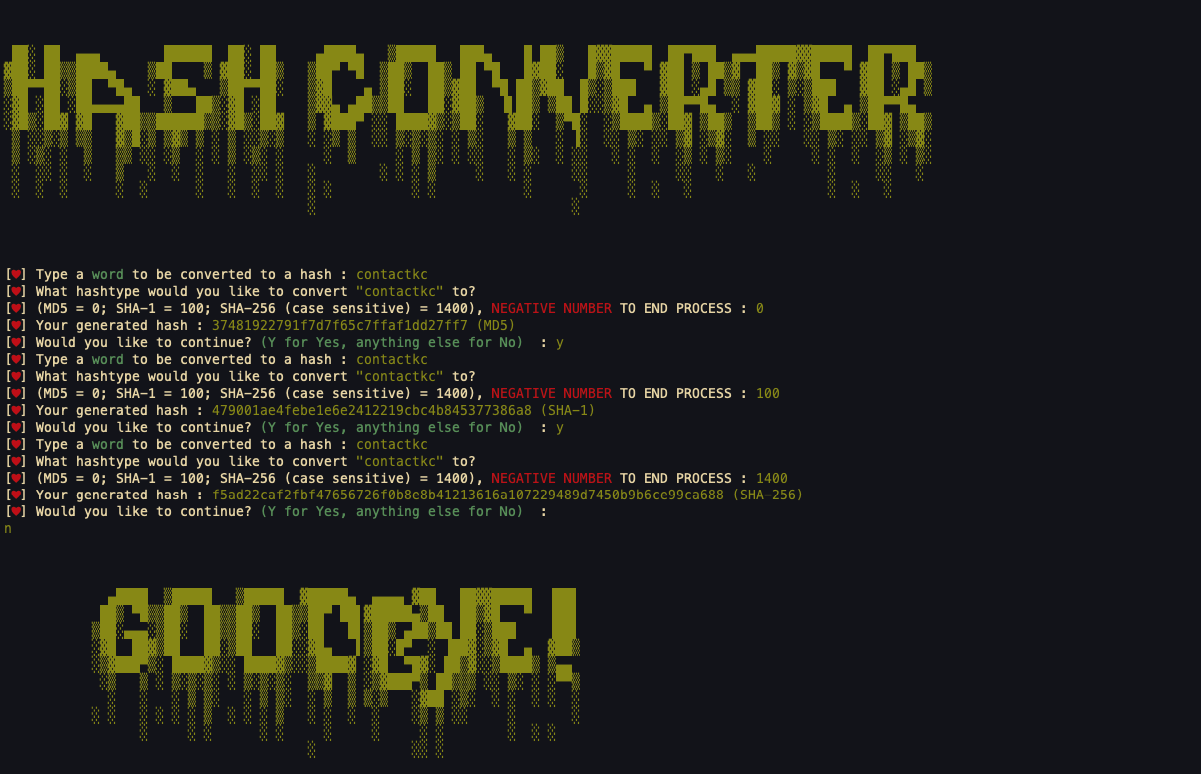 HASH CONVERTER
[♥] Type a word to be converted to a hash : contactkc
[♥] What hashtype would you like to convert "contactkc" to?
[♥] (MD5 = 0; SHA-1 = 100; SHA-256 (case sensitive) = 1400), NEGATIVE NUMBER TO END PROCESS : 0
[♥] Your generated hash : 37481922791f7d7f65c7ffaf1dd27ff7 (MD5)
[♥] Would you like to continue? (Y for Yes, anything else for No)  : y
[♥] Type a word to be converted to a hash : contactkc
[♥] What hashtype would you like to convert "contactkc" to?
[♥] (MD5 = 0; SHA-1 = 100; SHA-256 (case sensitive) = 1400), NEGATIVE NUMBER TO END PROCESS : 100
[♥] Your generated hash : 479001ae4febe1e6e2412219cbc4b845377386a8 (SHA-1)
[♥] Would you like to continue? (Y for Yes, anything else for No)  : y
[♥] Type a word to be converted to a hash : contactkc
[♥] What hashtype would you like to convert "contactkc" to?
[♥] (MD5 = 0; SHA-1 = 100; SHA-256 (case sensitive) = 1400), NEGATIVE NUMBER TO END PROCESS : 1400
[♥] Your generated hash : (SHA-256)
[♥] Would you like to continue? (Y for Yes, anything else for No)  :
n
GOODBYE!